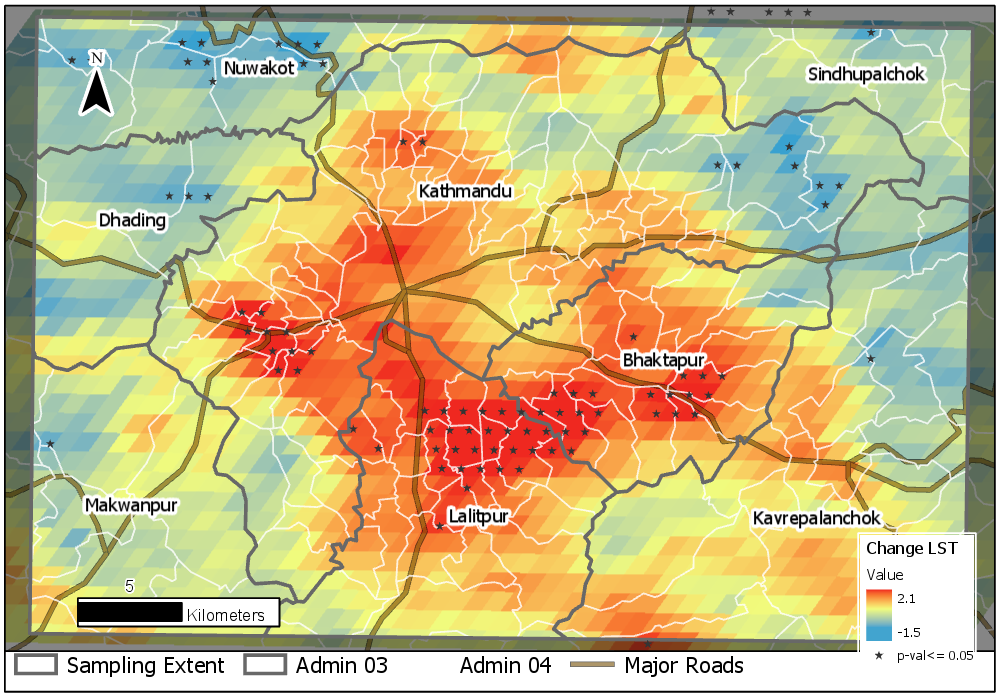 N
Nuwakot
Sindhupalchok
Kathmandu
Dhading
Bhaktapur
Makwanpur
Lalitpur
Kavrepalanchok
5
Kilometers
Change LST
Value
2.1
-1.5
p-val<= 0.05
Sampling Extent Admin 03 Admin 04 Major Roads